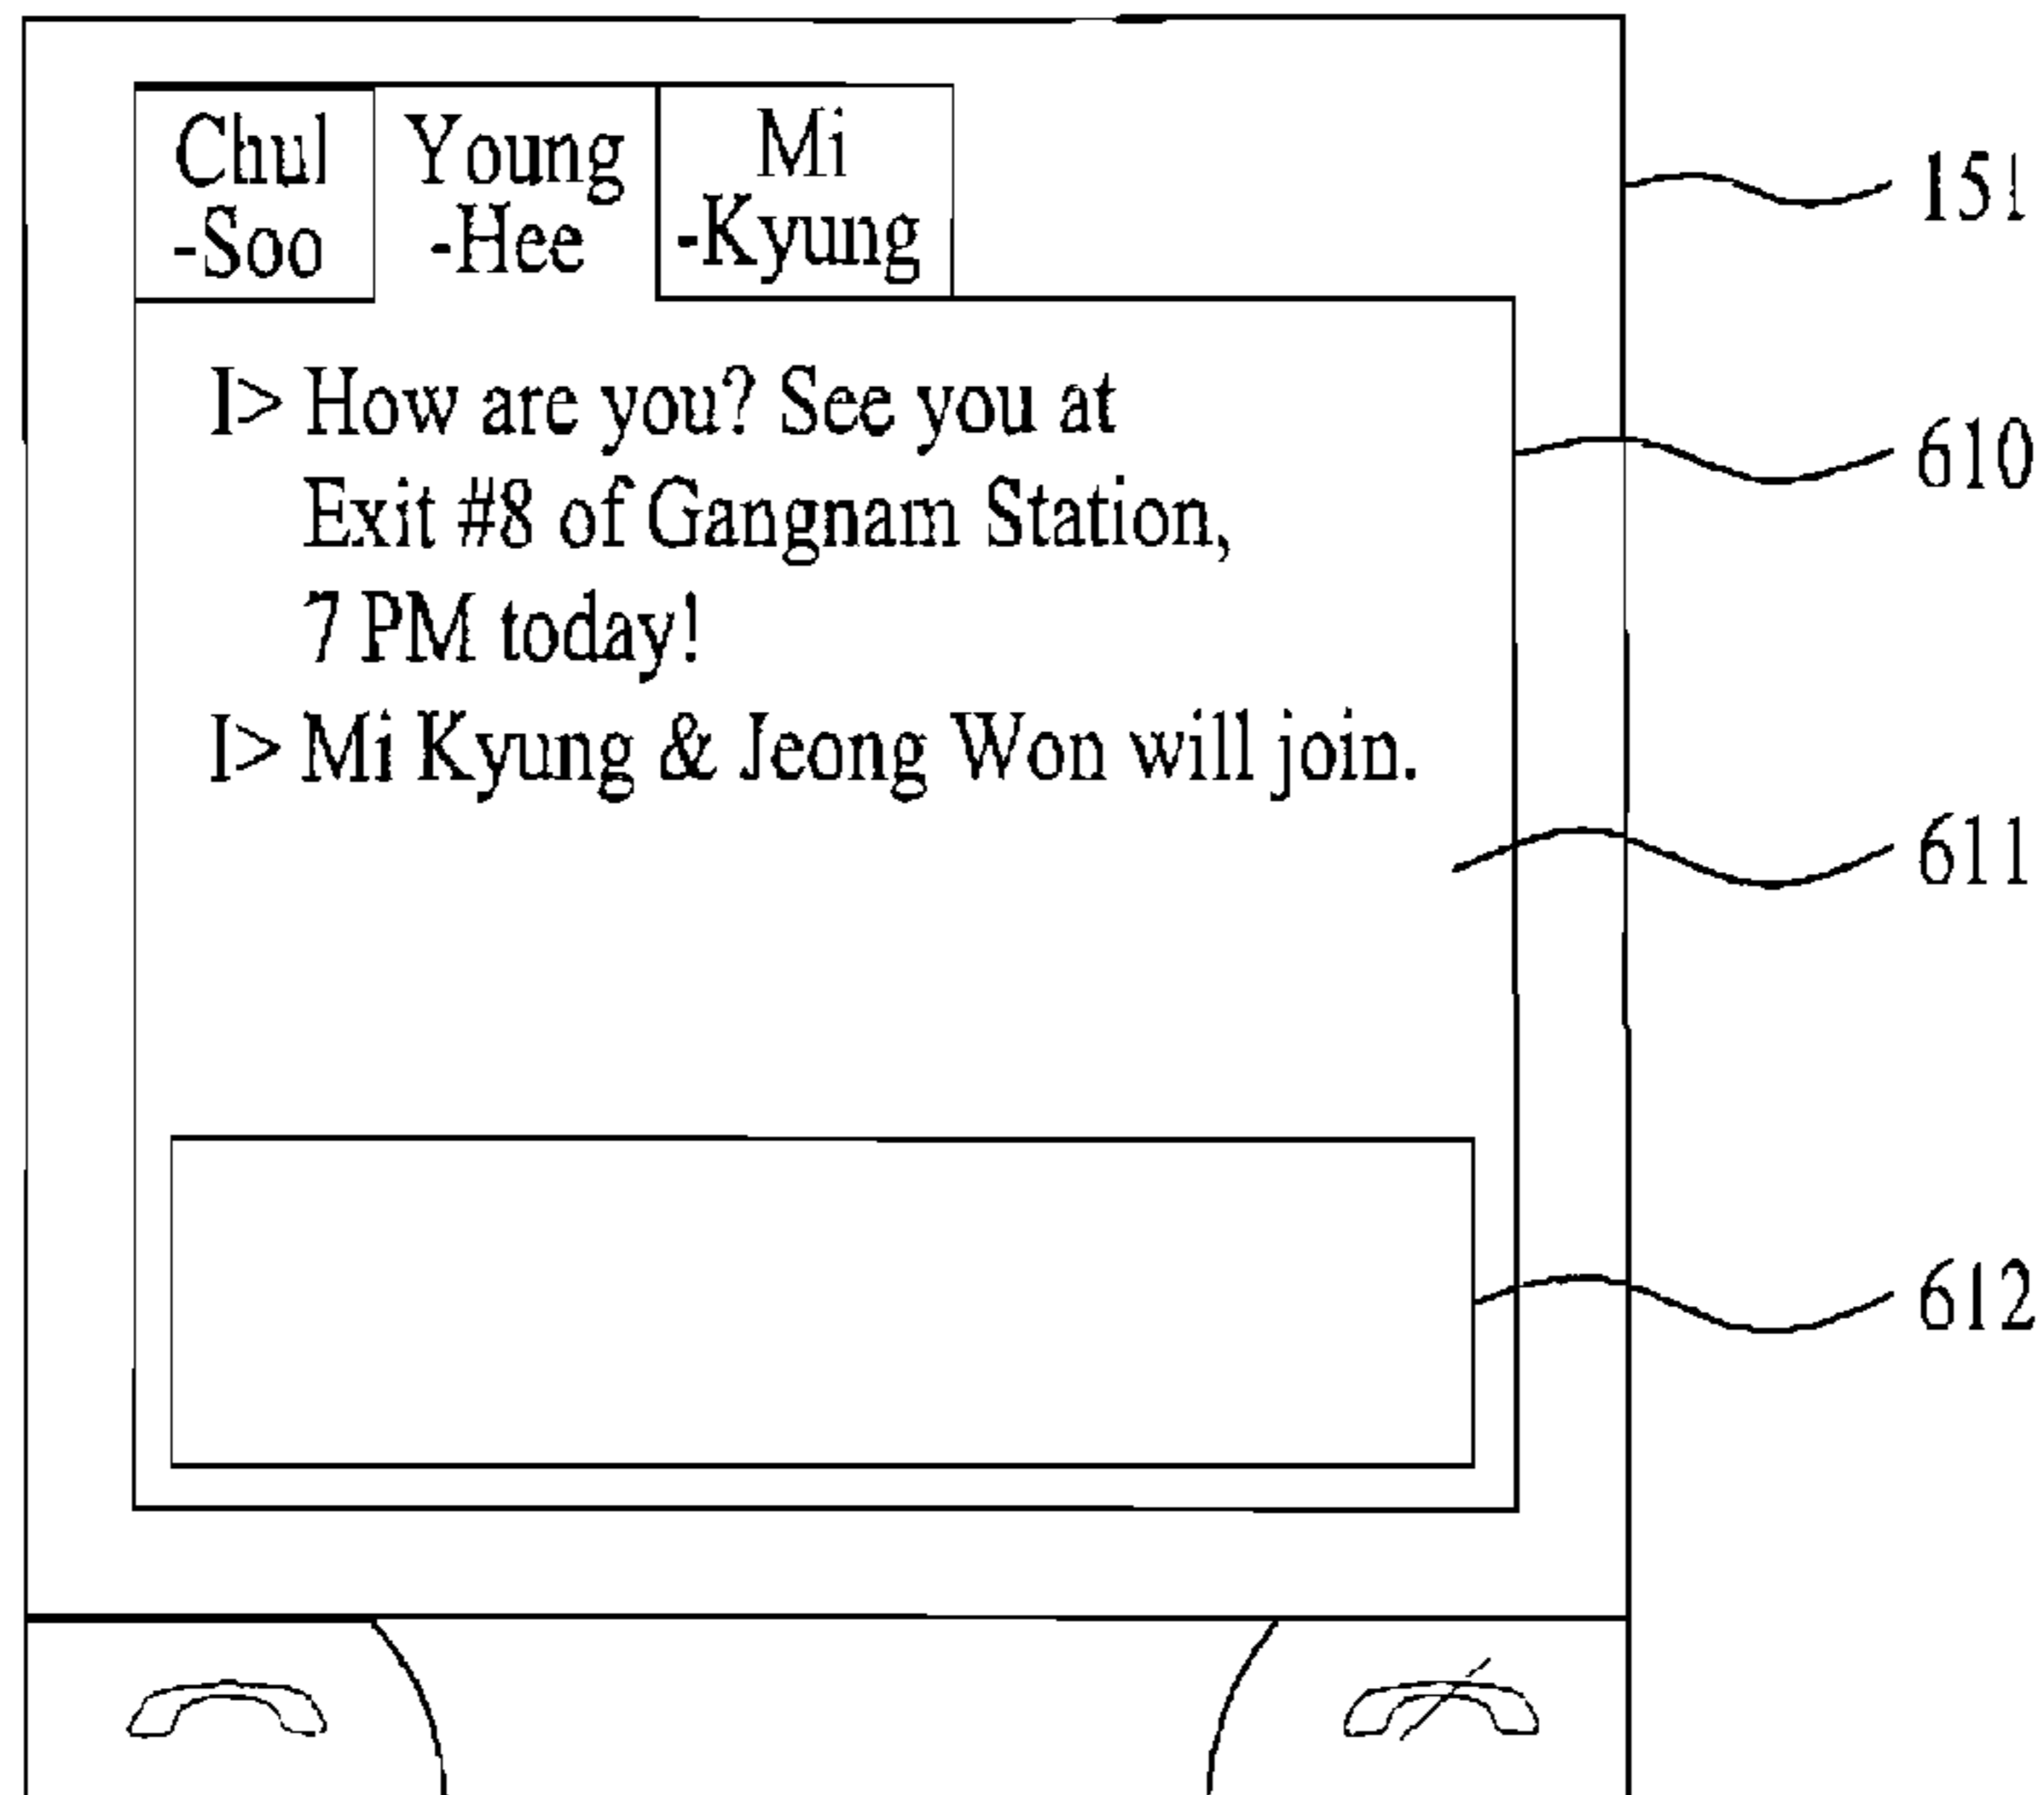 Chul
-Soo
Young
-Hee
Mi
-Kyung
151
I> How are you? See you at
610
Exit #8 of Gangnam Station,
7 PM today!
I> Mi Kyung & Jeong Won will join.
611
612